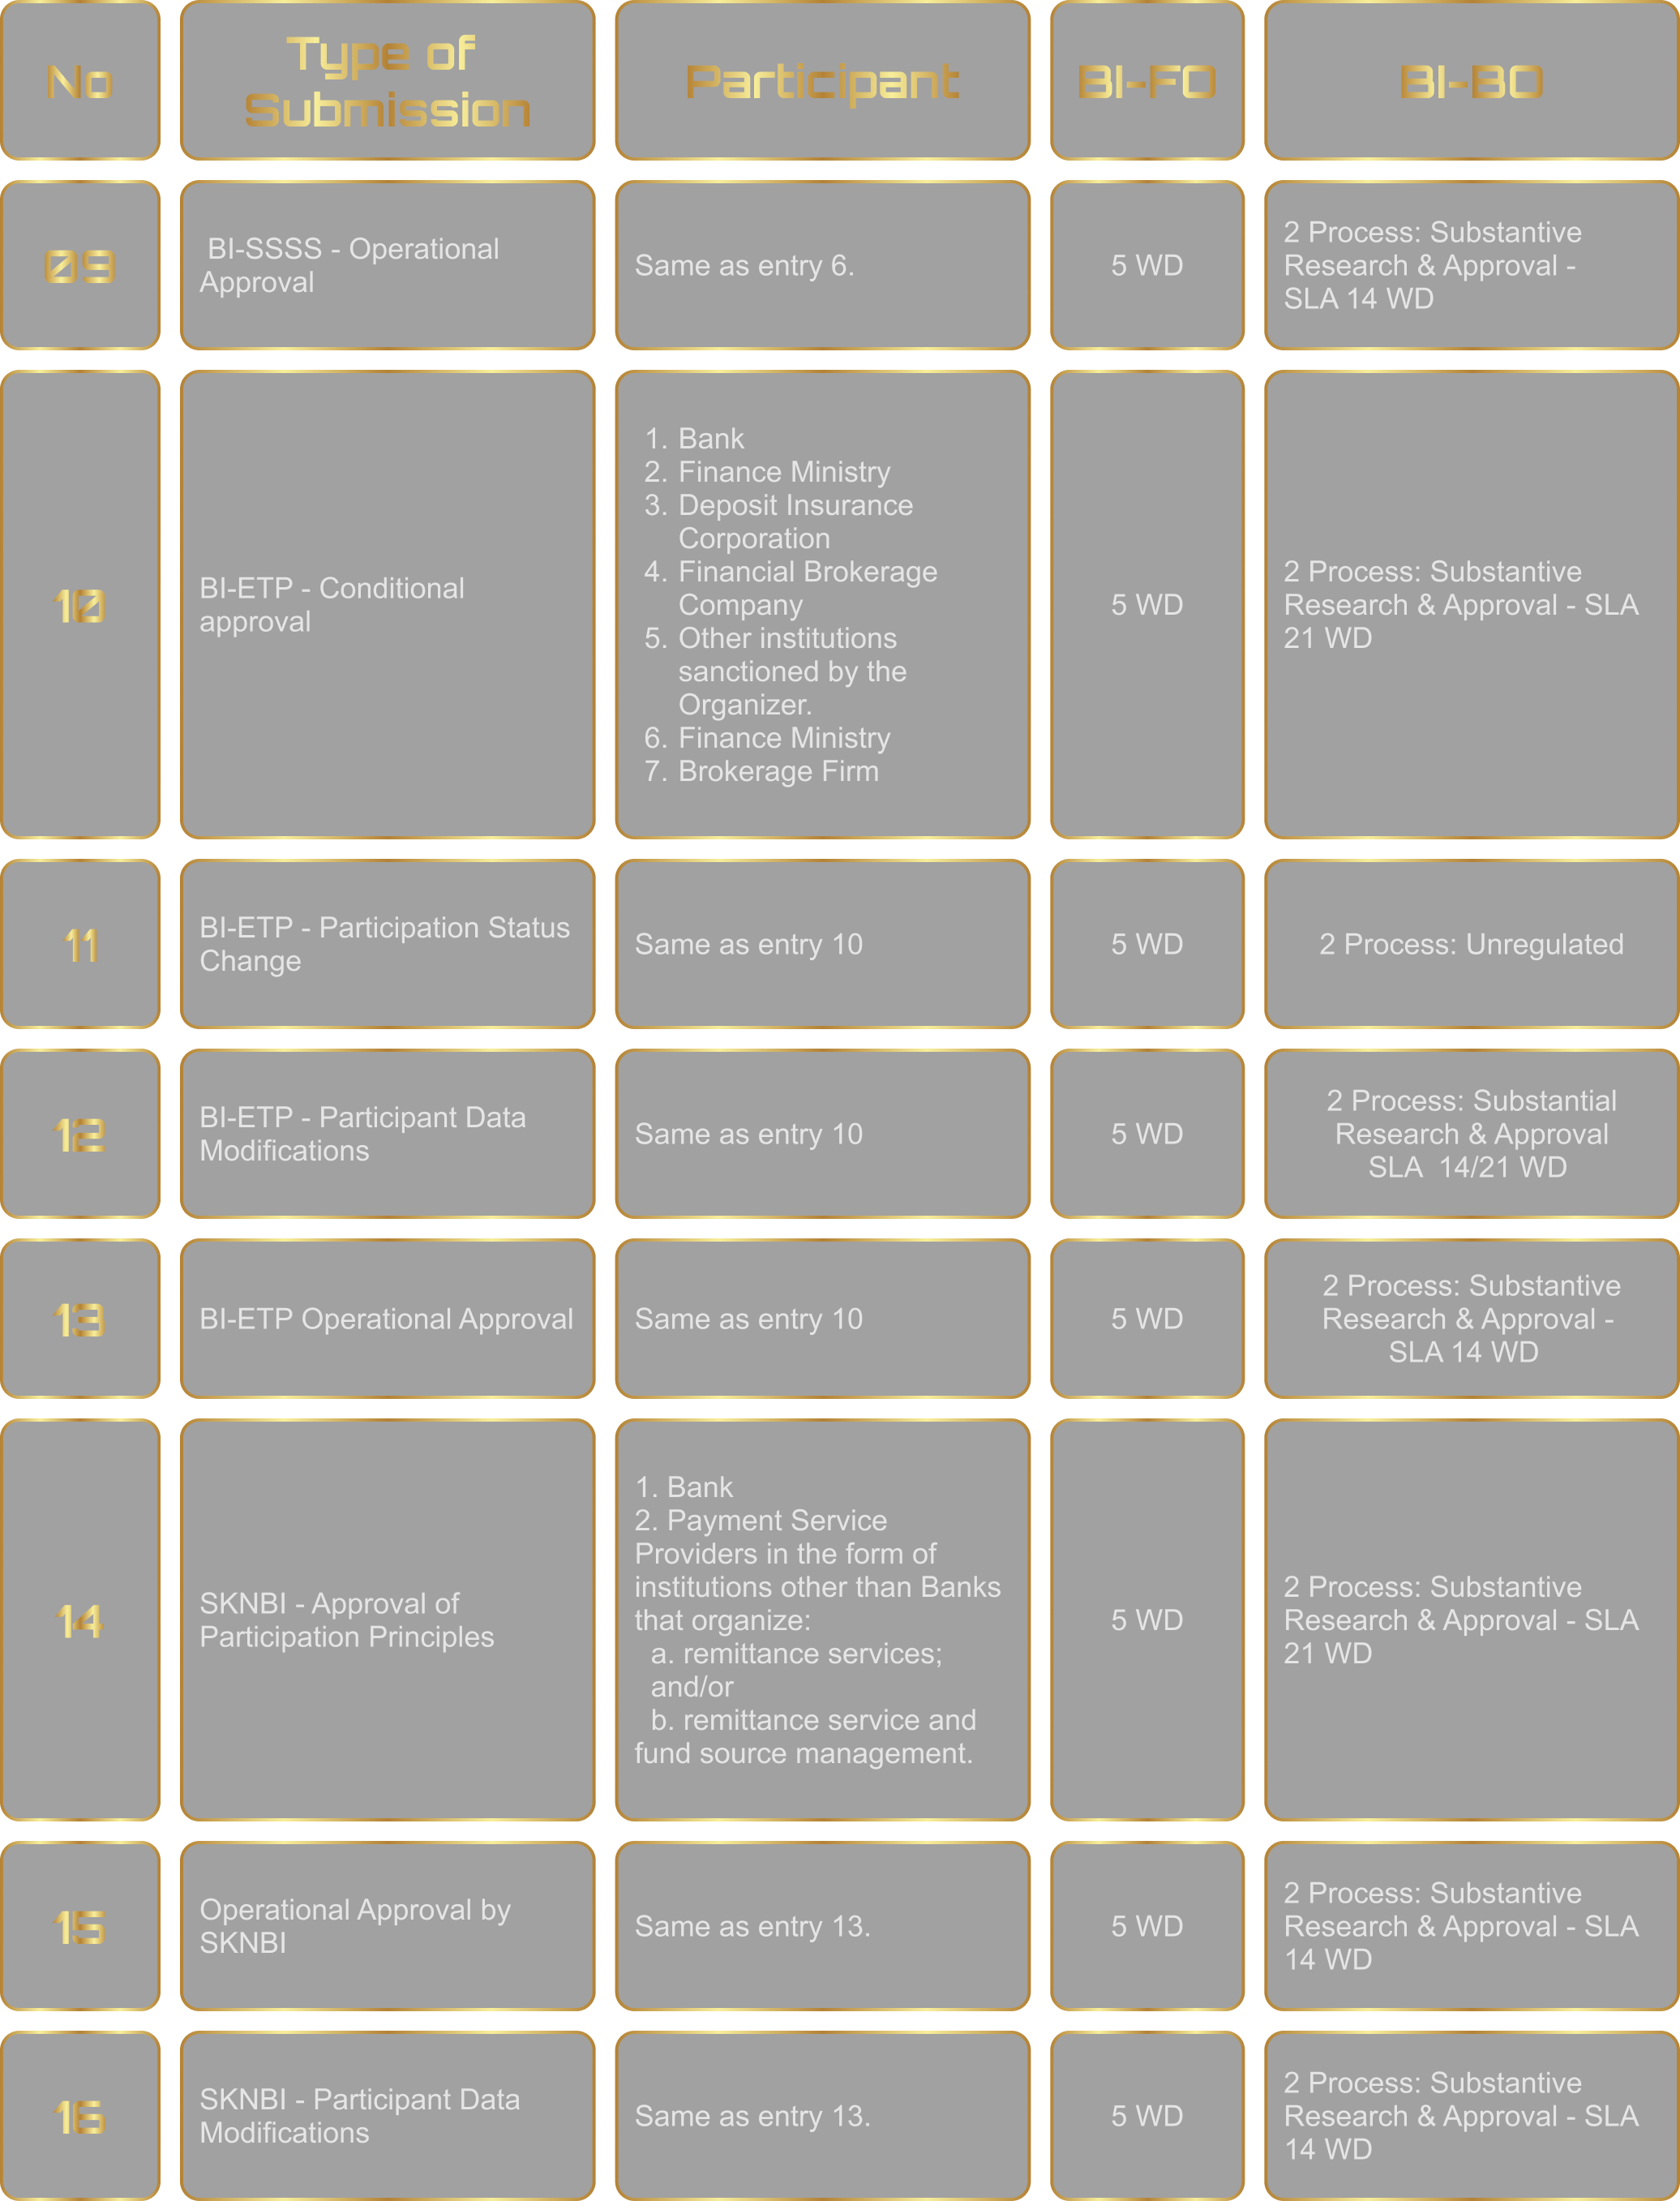 No
Type of
Submission
Participant
BI-FO
BI-BO
09
BI-SSSS - Operational
Approval
Same as entry 6.
5 WD
2 Process: Substantive
Research & Approval -
SLA 14 WD
10
BI-ETP - Conditional
approval
1. Bank
2. Finance Ministry
3. Deposit Insurance
Corporation
4. Financial Brokerage
Company
5. Other institutions
sanctioned by the
Organizer.
6. Finance Ministry
7. Brokerage Firm
5 WD
2 Process: Substantive
Research & Approval - SLA
21 WD
11
BI-ETP - Participation Status
Change
Same as entry 10
5 WD
2 Process: Unregulated
12
BI-ETP - Participant Data
Modifications
Same as entry 10
5 WD
2 Process: Substantial
Research & Approval
SLA 14/21 WD
13
BI-ETP Operational Approval
Same as entry 10
5 WD
2 Process: Substantive
Research & Approval -
SLA 14 WD
14
SKNBI - Approval of
Participation Principles
1. Bank
2. Payment Service
Providers in the form of
institutions other than Banks
that organize:
a. remittance services;
and/or
b. remittance service and
fund source management.
5 WD
2 Process: Substantive
Research & Approval - SLA
21 WD
15
Operational Approval by
SKNBI
Same as entry 13.
5 WD
2 Process: Substantive
Research & Approval - SLA
14 WD
16
SKNBI - Participant Data
Modifications
Same as entry 13.
5 WD
2 Process: Substantive
Research & Approval - SLA
14 WD